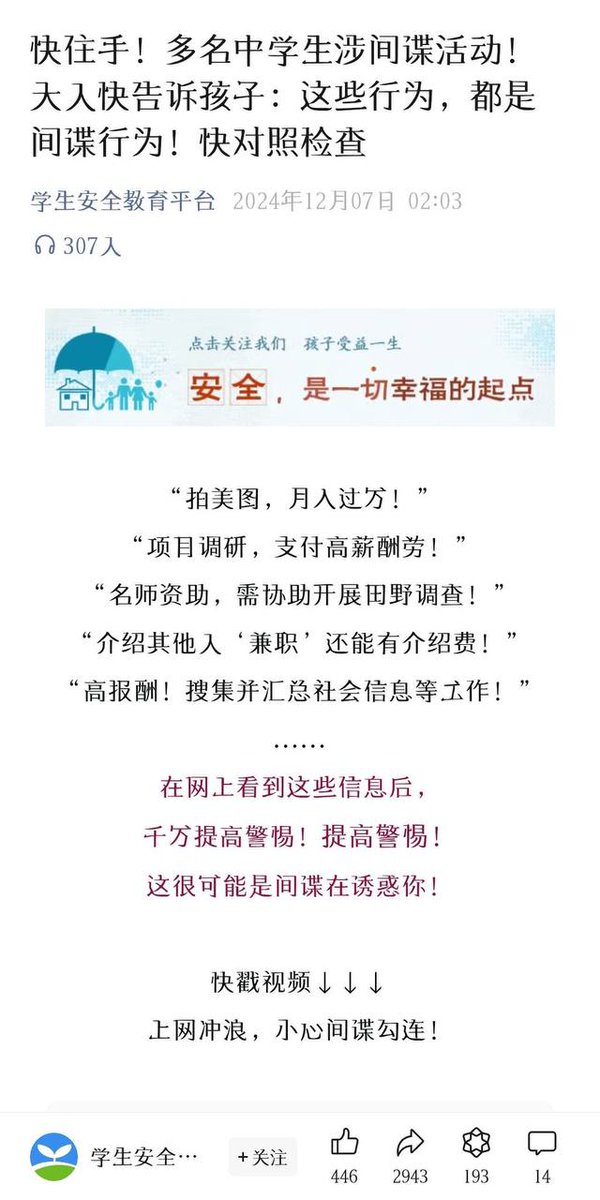 快住手！多名中学生涉间谍活动！
大人快告诉孩子：这些行为，都是
间谍行为！快对照检查
学生安全教育平台 2024年12月07日 02:03
307人
点击关注我们 孩子受益一生
安全，是一切幸福的起点
“拍美图，月入过万！”
“项目调研，支付高薪酬劳！”
“名师资助，需协助开展田野调查！”
“介绍其他人‘兼职’还能有介绍费！”
“高报酬！搜集并汇总社会信息等工作！”
……
在网上看到这些信息后，
千万提高警惕！提高警惕！
这很可能是间谍在诱惑你！
快戳视频↓↓↓
上网冲浪，小心间谍勾连！
学生安全… +关注
446 2943 193 14